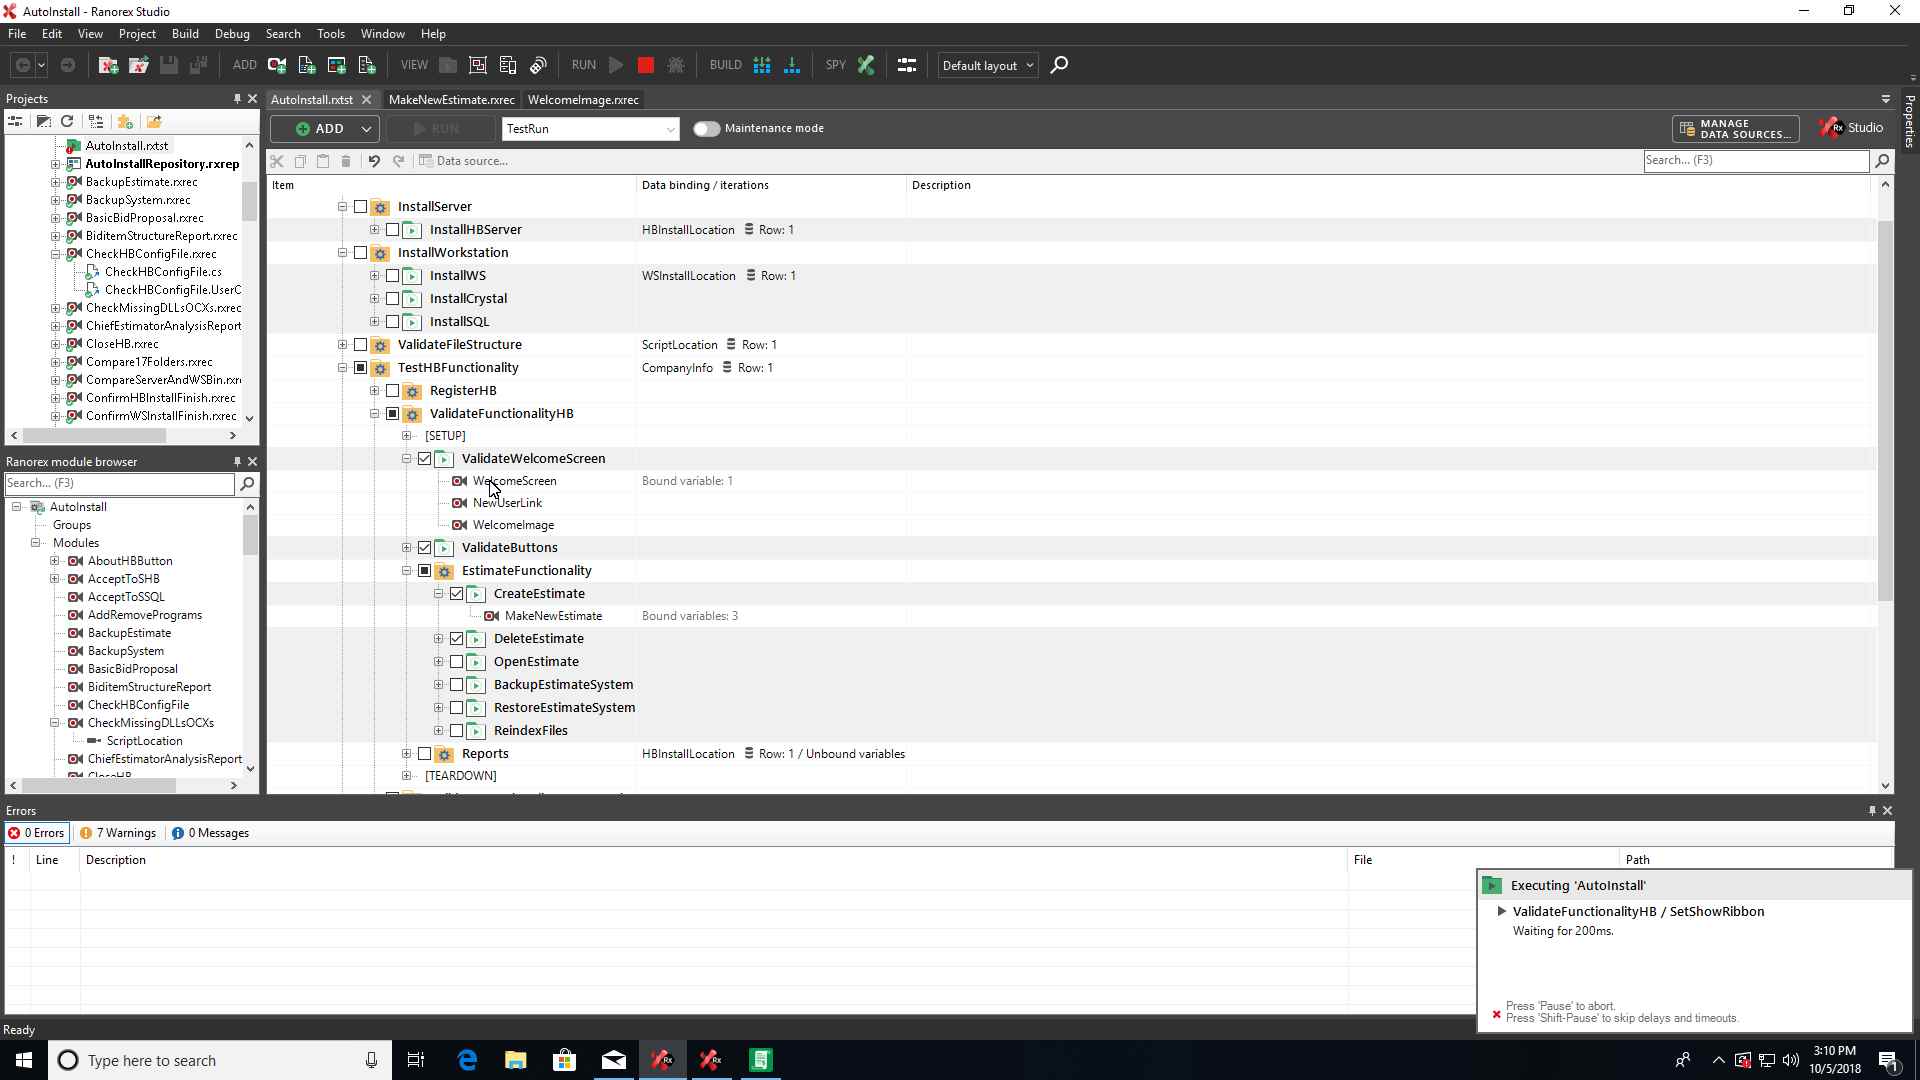 AutoInstall - Ranorex Studio
File Edit View Project Build Debug Search Tools Window Help
ADD VIEW RUN BUILD SPY Default layout
Projects
AutoInstall.rxtst MakeNewEstimate.rxrec WelcomeImage.rxrec
Properties
ADD RUN TestRun Maintenance mode MANAGE DATA SOURCES... Rx Studio
Data source... Search... (F3)
AutoInstall.rxtst
AutoInstallRepository.rxrep
BackupEstimate.rxrec
BackupSystem.rxrec
BasicBidProposal.rxrec
BiditemStructureReport.rxrec
CheckHBConfigFile.rxrec
CheckHBConfigFile.cs
CheckHBConfigFile.UserC
CheckMissingDLLsOCXs.rxrec
ChiefEstimatorAnalysisReport
CloseHB.rxrec
Compare17Folders.rxrec
CompareServerAndWSBin.rxr
ConfirmHBInstallFinish.rxrec
ConfirmWSInstallFinish.rxrec
Ranorex module browser
Search... (F3)
AutoInstall
Groups
Modules
AboutHBButton
AcceptToSHB
AcceptToSSQL
AddRemovePrograms
BackupEstimate
BackupSystem
BasicBidProposal
BiditemStructureReport
CheckHBConfigFile
CheckMissingDLLsOCXs
ScriptLocation
ChiefEstimatorAnalysisReport
CloseHB
Item Data binding / iterations Description
InstallServer
InstallHBServer HBInstallLocation Row: 1
InstallWorkstation
InstallWS WSInstallLocation Row: 1
InstallCrystal
InstallSQL
ValidateFileStructure ScriptLocation Row: 1
TestHBFunctionality CompanyInfo Row: 1
RegisterHB
ValidateFunctionalityHB
[SETUP]
ValidateWelcomeScreen
WelcomeScreen Bound variable: 1
NewUserLink
WelcomeImage
ValidateButtons
EstimateFunctionality
CreateEstimate
MakeNewEstimate Bound variables: 3
DeleteEstimate
OpenEstimate
BackupEstimateSystem
RestoreEstimateSystem
ReindexFiles
Reports HBInstallLocation Row: 1 / Unbound variables
[TEARDOWN]
Errors
0 Errors 7 Warnings 0 Messages
! Line Description File Path
Executing 'AutoInstall'
ValidateFunctionalityHB / SetShowRibbon
Waiting for 200ms.
Press 'Pause' to abort.
Press 'Shift-Pause' to skip delays and timeouts.
Ready
Type here to search
3:10 PM
10/5/2018
1